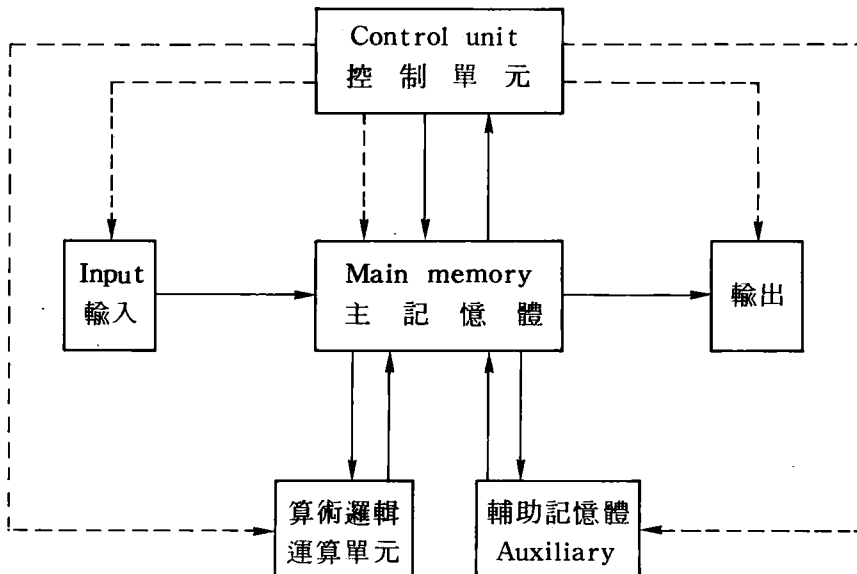 Control unit
控制單元
Input
輸入
Main memory
主記憶體
輸出
算術邏輯
運算單元
輔助記憶體
Auxiliary